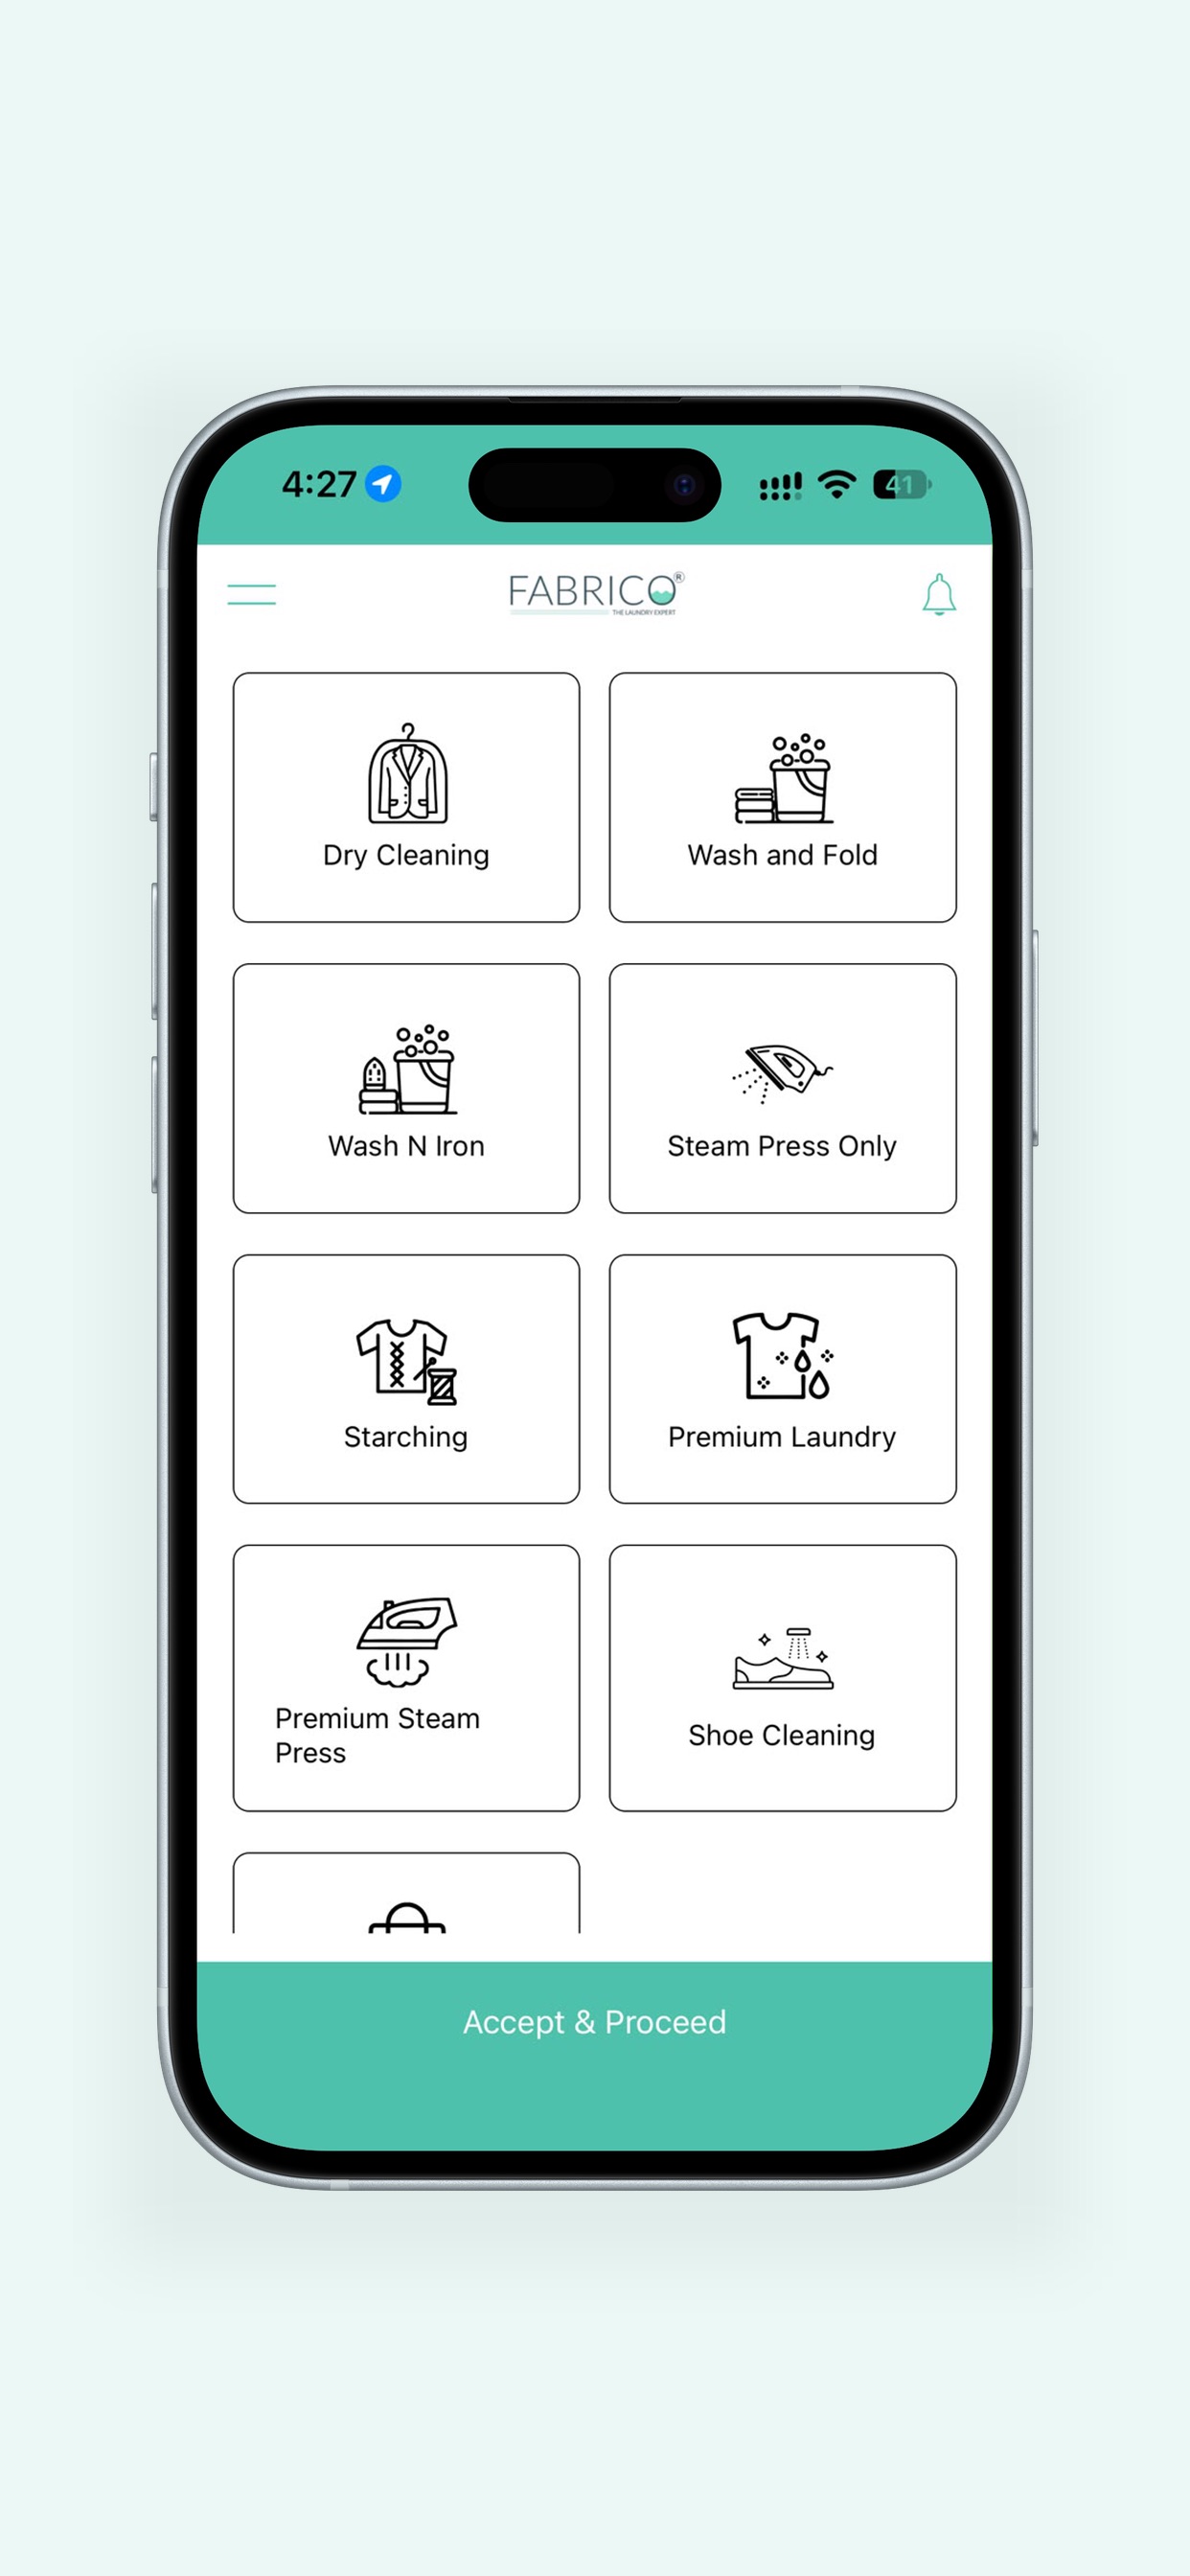 4:27
41
FABRICO®
THE LAUNDRY EXPERT
Dry Cleaning
Wash and Fold
Wash N Iron
Steam Press Only
Starching
Premium Laundry
Premium Steam
Press
Shoe Cleaning
Accept & Proceed